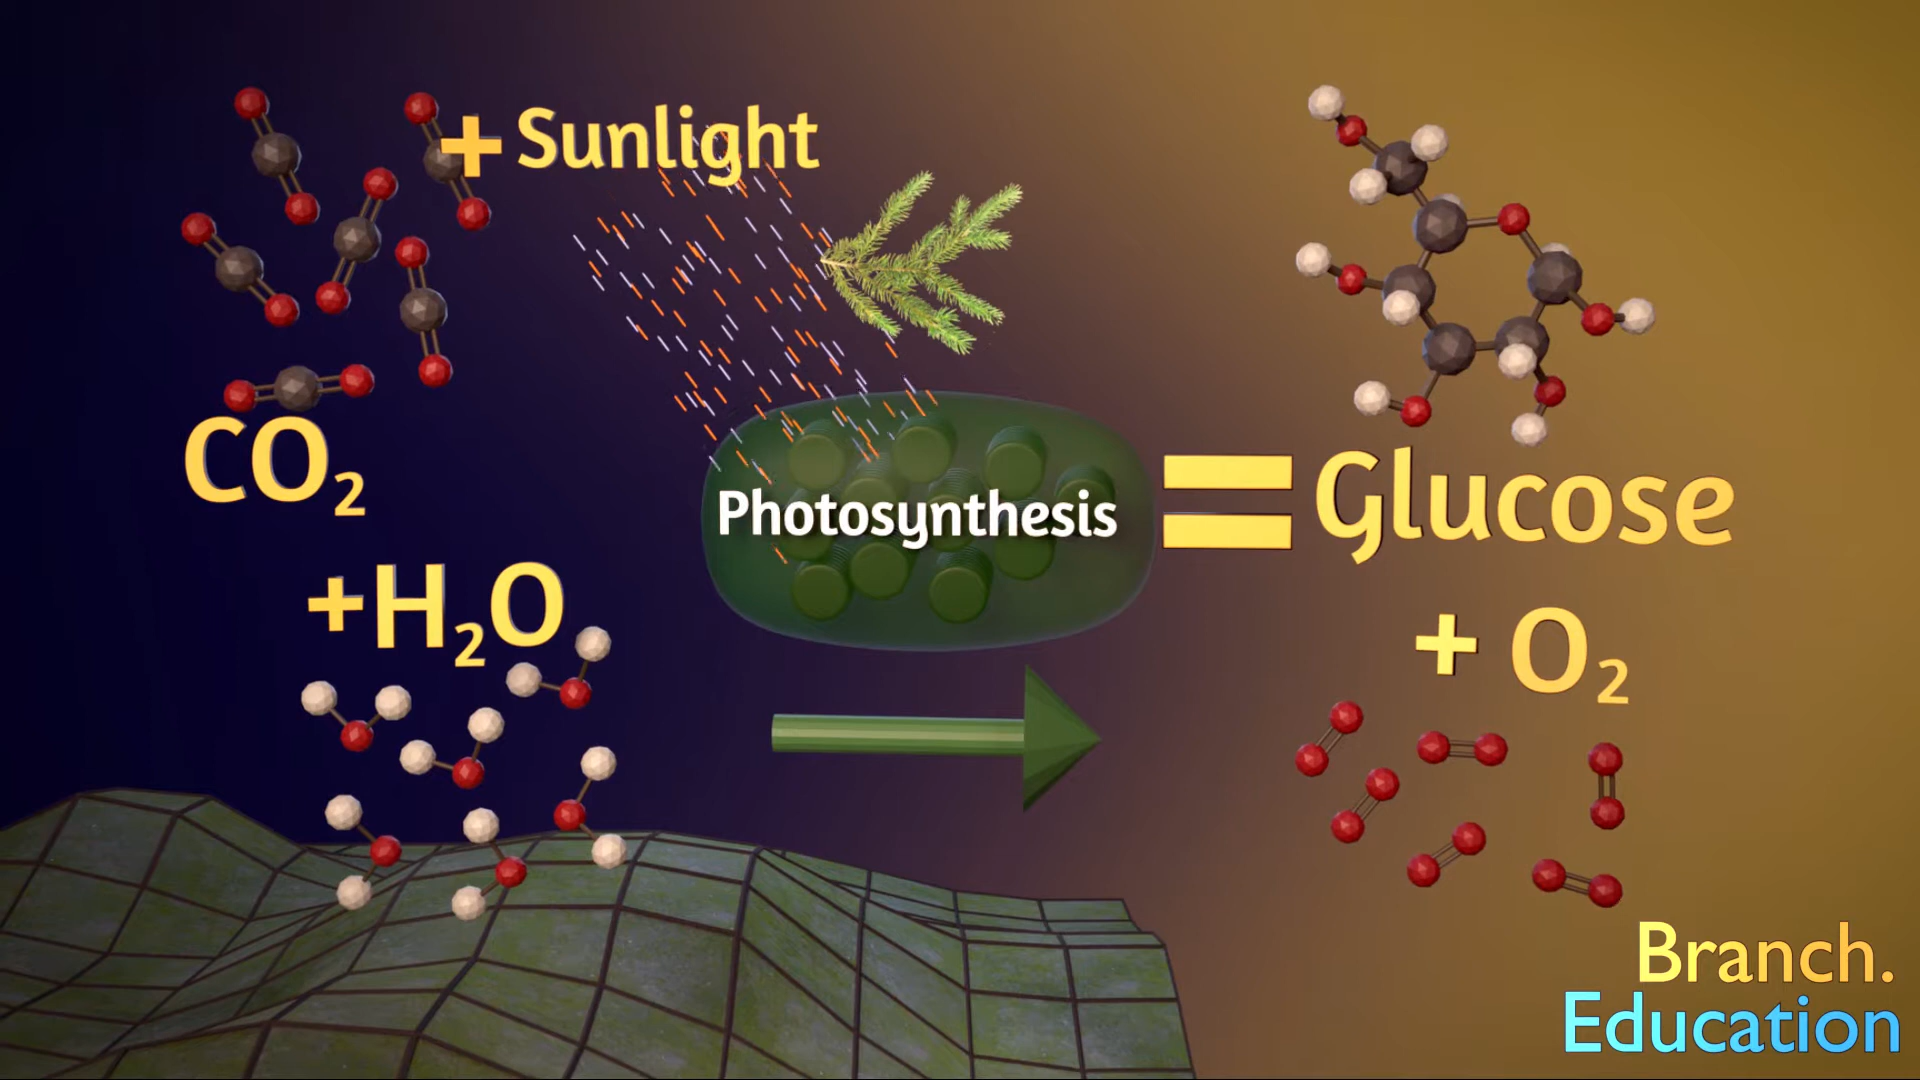 + Sunlight
CO₂
+H₂O
Photosynthesis
= Glucose
+ O₂
Branch.
Education